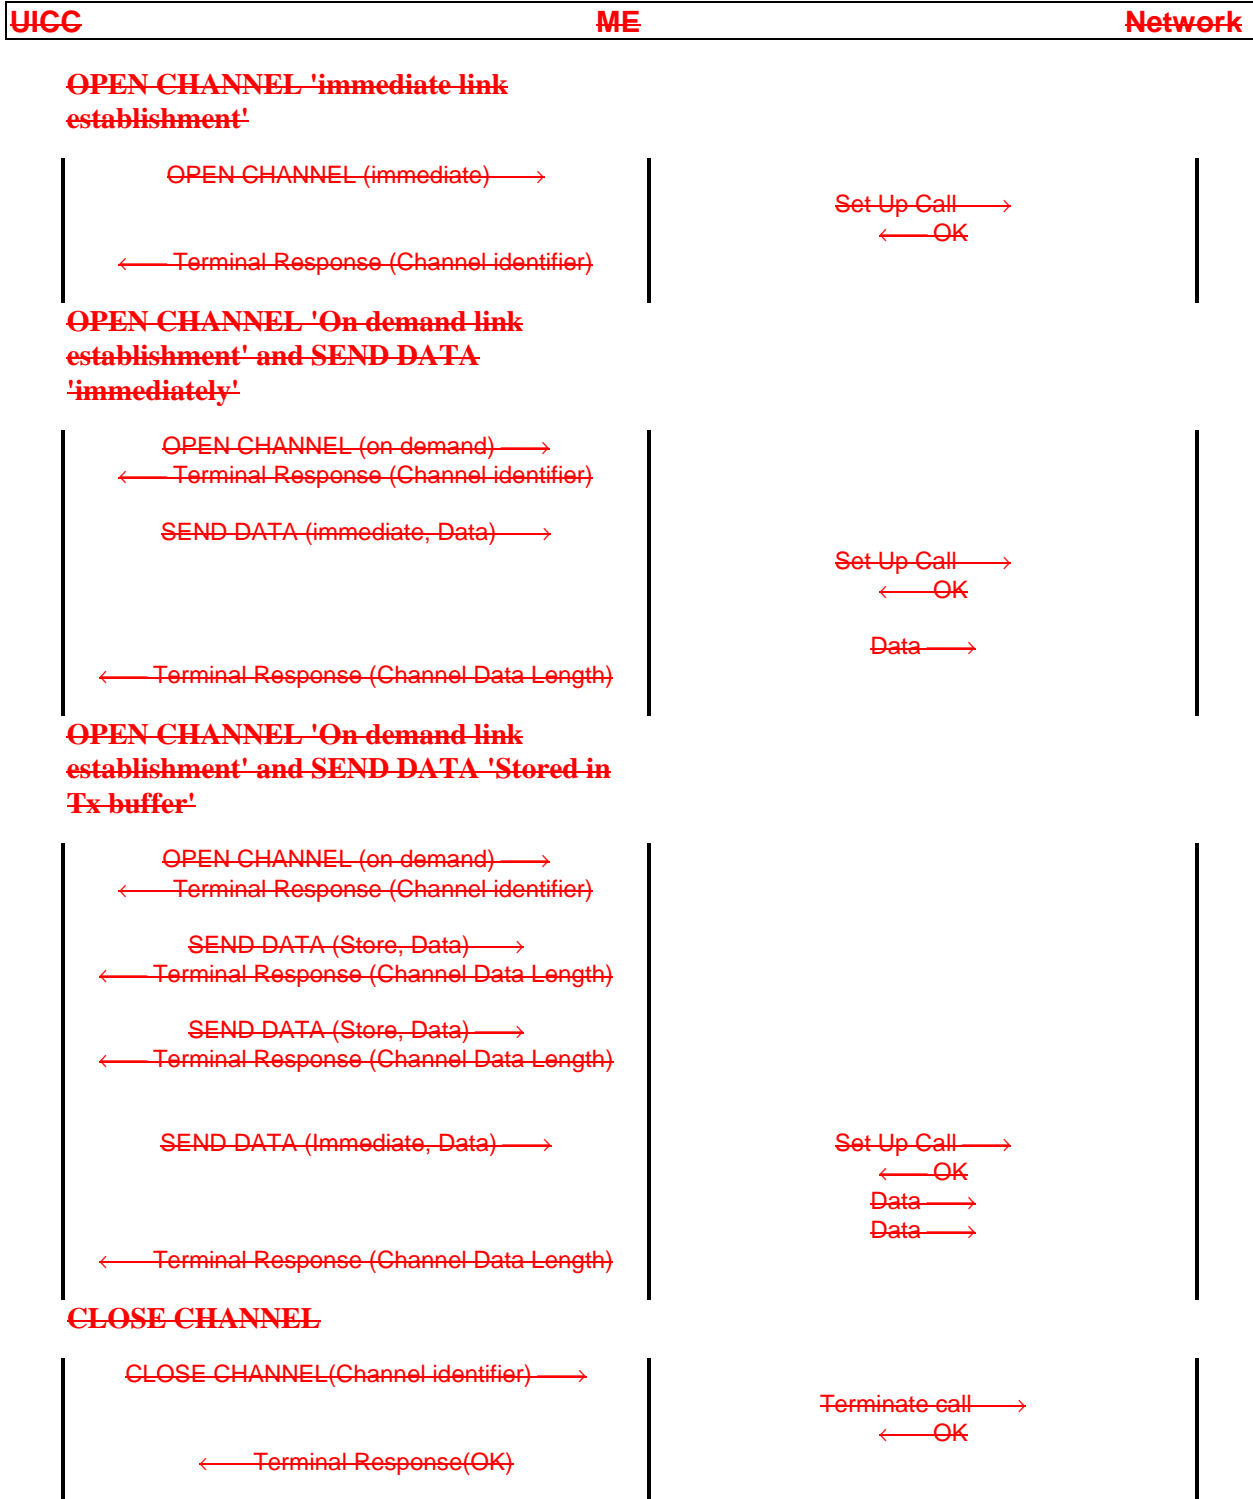 UICC ME Network
OPEN CHANNEL 'immediate link
establishment'
OPEN CHANNEL (immediate) ⟶
Set Up Call ⟶
⟵ OK
⟵ Terminal Response (Channel identifier)
OPEN CHANNEL 'On demand link
establishment' and SEND DATA
'immediately'
OPEN CHANNEL (on demand) ⟶
⟵ Terminal Response (Channel identifier)
SEND DATA (immediate, Data) ⟶
Set Up Call ⟶
⟵ OK
Data ⟶
⟵ Terminal Response (Channel Data Length)
OPEN CHANNEL 'On demand link
establishment' and SEND DATA 'Stored in
Tx buffer'
OPEN CHANNEL (on demand) ⟶
⟵ Terminal Response (Channel identifier)
SEND DATA (Store, Data) ⟶
⟵ Terminal Response (Channel Data Length)
SEND DATA (Store, Data) ⟶
⟵ Terminal Response (Channel Data Length)
SEND DATA (Immediate, Data) ⟶ Set Up Call ⟶
⟵ OK
Data ⟶
Data ⟶
⟵ Terminal Response (Channel Data Length)
CLOSE CHANNEL
CLOSE CHANNEL(Channel identifier) ⟶
Terminate call ⟶
⟵ OK
⟵ Terminal Response(OK)